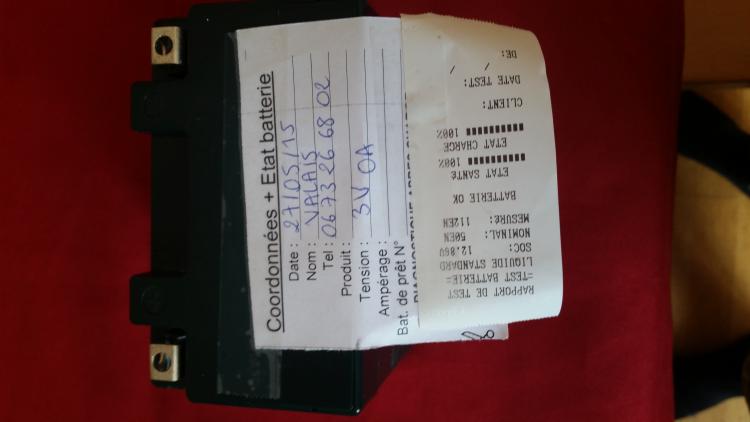 Coordonnées + Etat batterie
Date : 27/05/15
Nom : VALAIS
Tel : 06 73 26 68 02
Produit :
Tension : 3V 0A
Ampérage :
Bat. de prêt N°
RAPPORT DE TEST
=TEST BATTERIE=
LIQUIDE STANDARD
SOC: 12.86V
NOMINAL: 50EN
MESURé: 112EN
BATTERIE OK
ETAT SANTé
100%
ETAT CHARGE
100%
CLIENT:
DATE TEST: / /
DE: